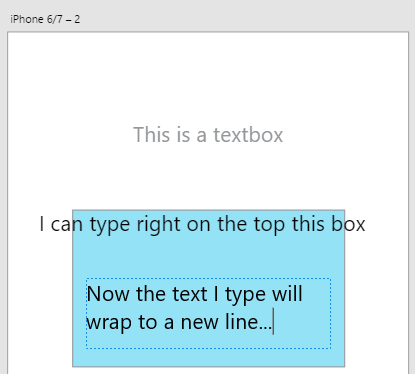 iPhone 6/7 – 2
This is a textbox
I can type right on the top this box
Now the text I type will
wrap to a new line...